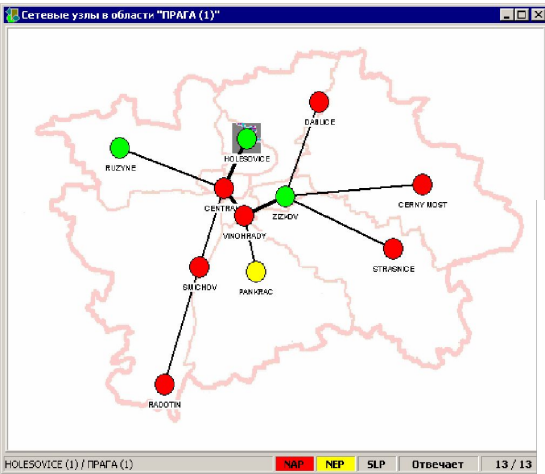 Сетевые узлы в области "ПРАГА (1)"
DABLICE
HOLESOVICE
RUZYNE
CERNY MOST
CENTRAL
ZIZKOV
VINOHRADY
STRASNICE
SMICHOV
PANKRAC
RADOTIN
HOLESOVICE (1) / ПРАГА (1) NAP NEP SLP Отвечает 13 / 13